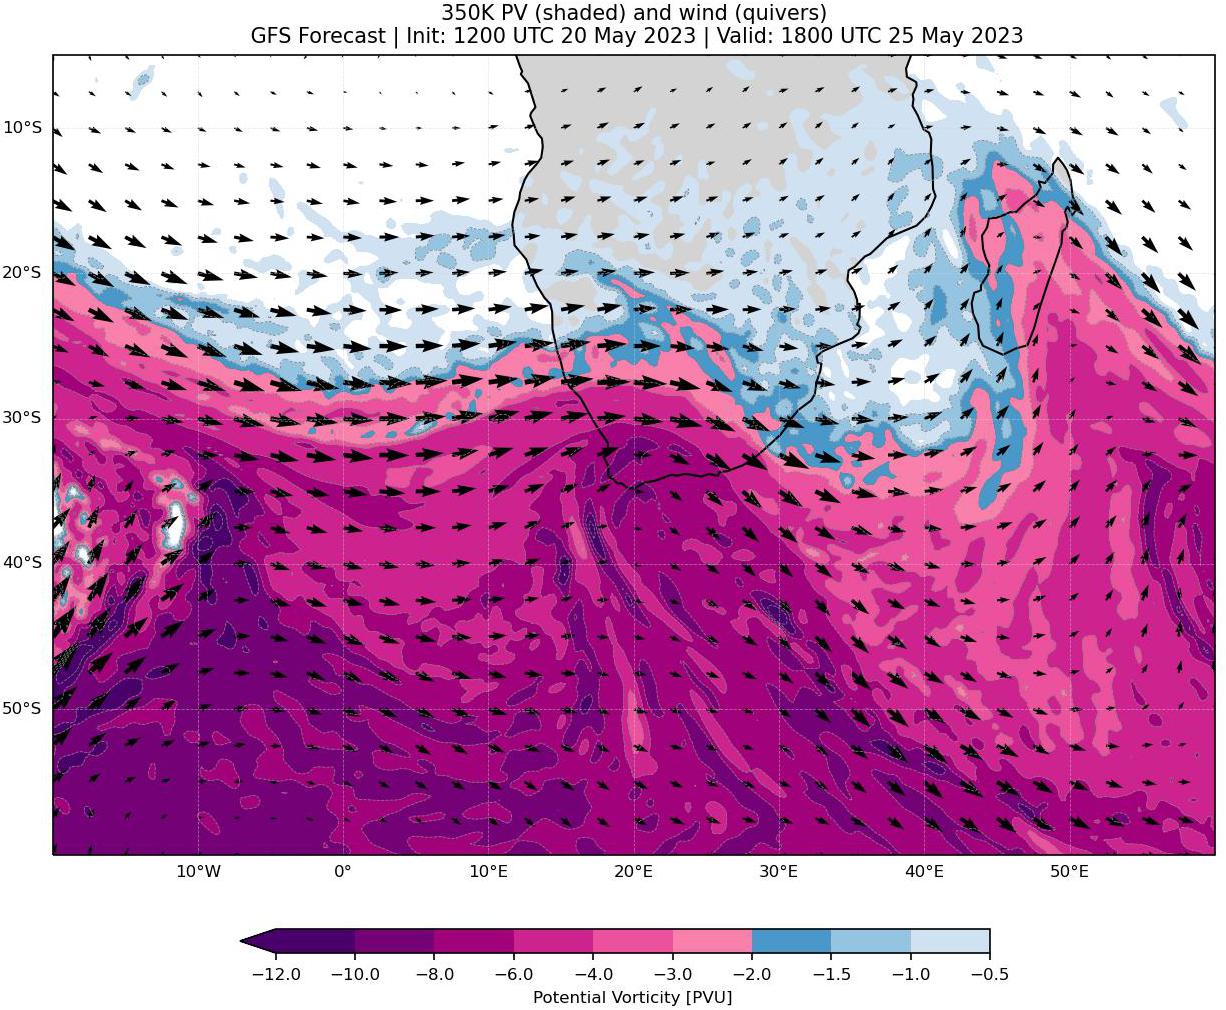 350K PV (shaded) and wind (quivers)
GFS Forecast | Init: 1200 UTC 20 May 2023 | Valid: 1800 UTC 25 May 2023
10°S
20°S
30°S
40°S
50°S
10°W 0° 10°E 20°E 30°E 40°E 50°E
−12.0 −10.0 −8.0 −6.0 −4.0 −3.0 −2.0 −1.5 −1.0 −0.5
Potential Vorticity [PVU]